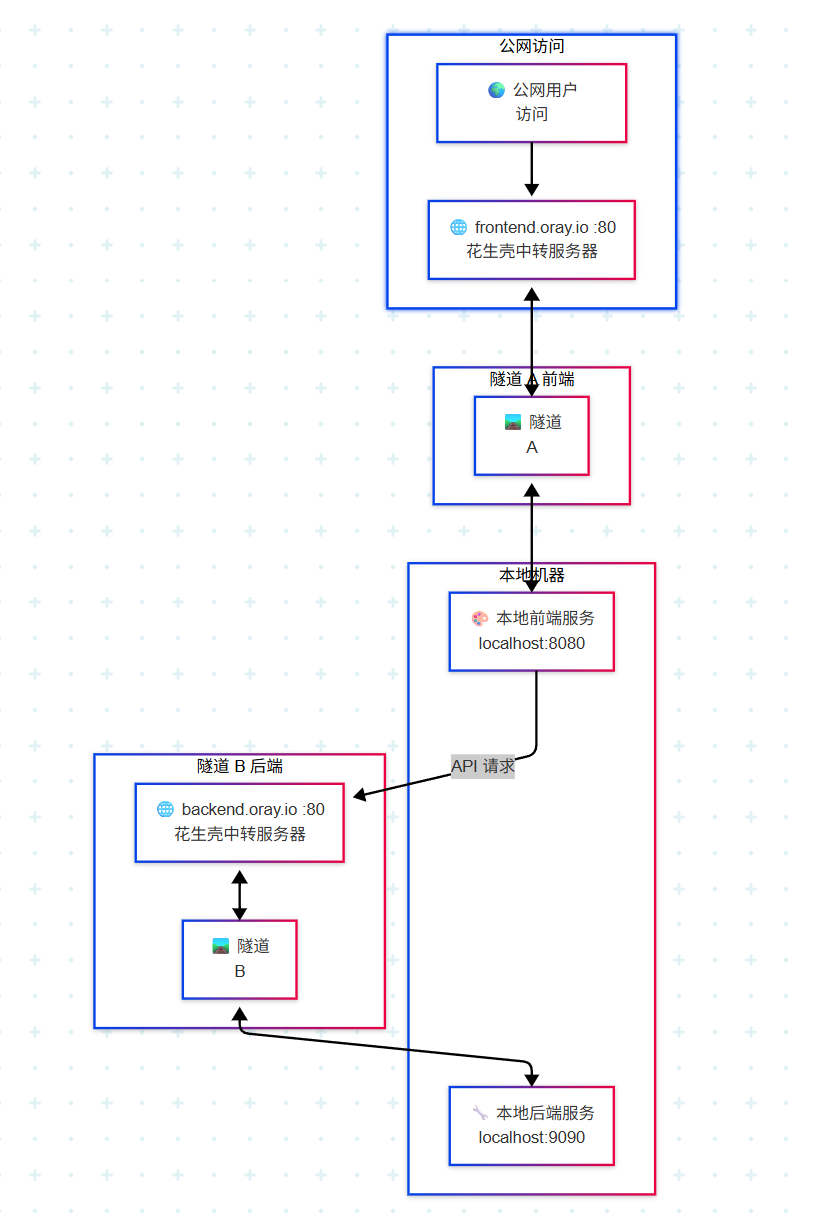 公网访问
公网用户
访问
frontend.oray.io :80
花生壳中转服务器
隧道 A 前端
隧道
A
本地机器
本地前端服务
localhost:8080
API 请求
隧道 B 后端
backend.oray.io :80
花生壳中转服务器
隧道
B
本地后端服务
localhost:9090